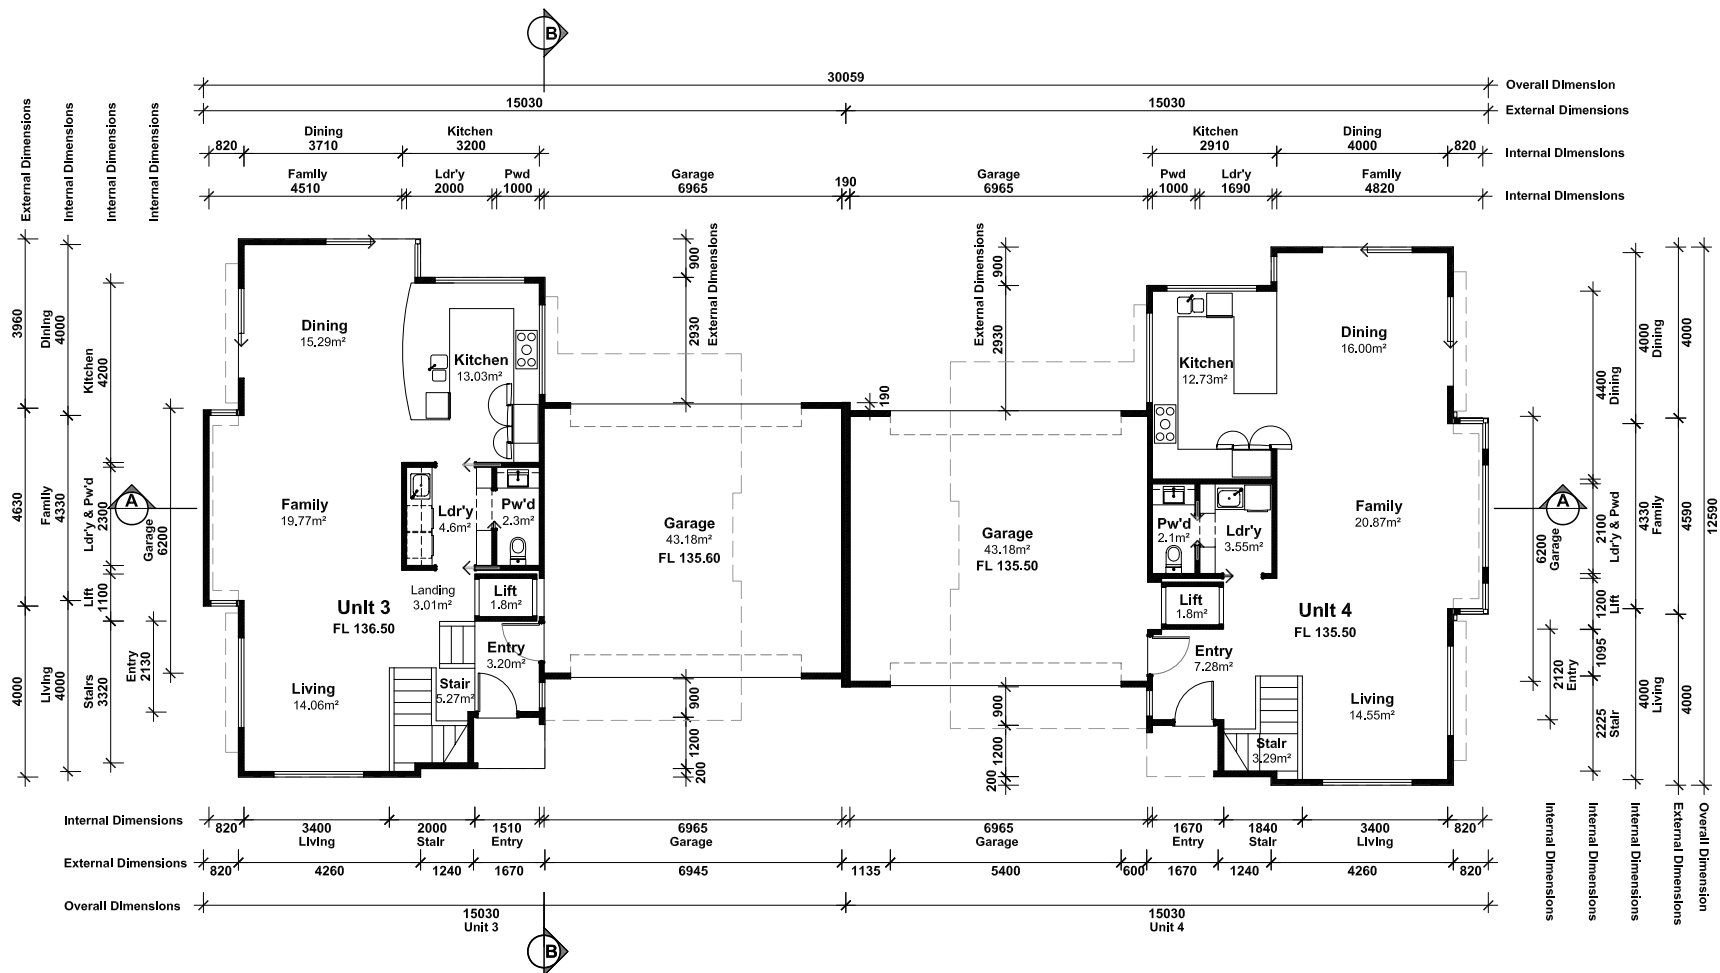 B
30059
Overall Dimension
15030
15030
External Dimensions
Dining
3710
Kitchen
3200
820
Kitchen
2910
Dining
4000
820
Internal Dimensions
Family
4510
Ldr'y
2000
Pwd
1000
Garage
6965
190
Garage
6965
Pwd
1000
Ldr'y
1690
Family
4820
Internal Dimensions
External Dimensions
Internal Dimensions
Internal Dimensions
Internal Dimensions
3960
4630
4000
Dining
4000
Family
4330
Living
4000
Kitchen
4200
Ldr'y & Pw'd
2300
Lift
1100
Stairs
3320
Garage
6200
Entry
2130
A
Dining
15.29m²
Kitchen
13.03m²
Family
19.77m²
Ldr'y
4.6m²
Pw'd
2.3m²
Landing
3.01m²
Lift
1.8m²
Unit 3
FL 136.50
Entry
3.20m²
Stair
5.27m²
Living
14.06m²
900
2930
External Dimensions
Garage
43.18m²
FL 135.60
900
1200
200
External Dimensions
900
2930
190
Garage
43.18m²
FL 135.50
900
1200
200
Kitchen
12.73m²
Dining
16.00m²
Family
20.87m²
Pw'd
2.1m²
Ldr'y
3.55m²
Lift
1.8m²
Unit 4
FL 135.50
Entry
7.28m²
Living
14.55m²
Stair
3.29m²
A
6200
Garage
2120
Entry
4400
Dining
2100
Ldr'y & Pwd
1200
Lift
1095
2225
Stair
4000
Dining
4330
Family
4000
Living
4000
4590
4000
12590
Internal Dimensions
Internal Dimensions
Internal Dimensions
External Dimensions
Overall Dimension
Internal Dimensions
820
3400
Living
2000
Stair
1510
Entry
6965
Garage
6965
Garage
1670
Entry
1840
Stair
3400
Living
820
External Dimensions
820
4260
1240
1670
6945
1135
5400
600
1670
1240
4260
820
Overall Dimensions
15030
Unit 3
15030
Unit 4
B